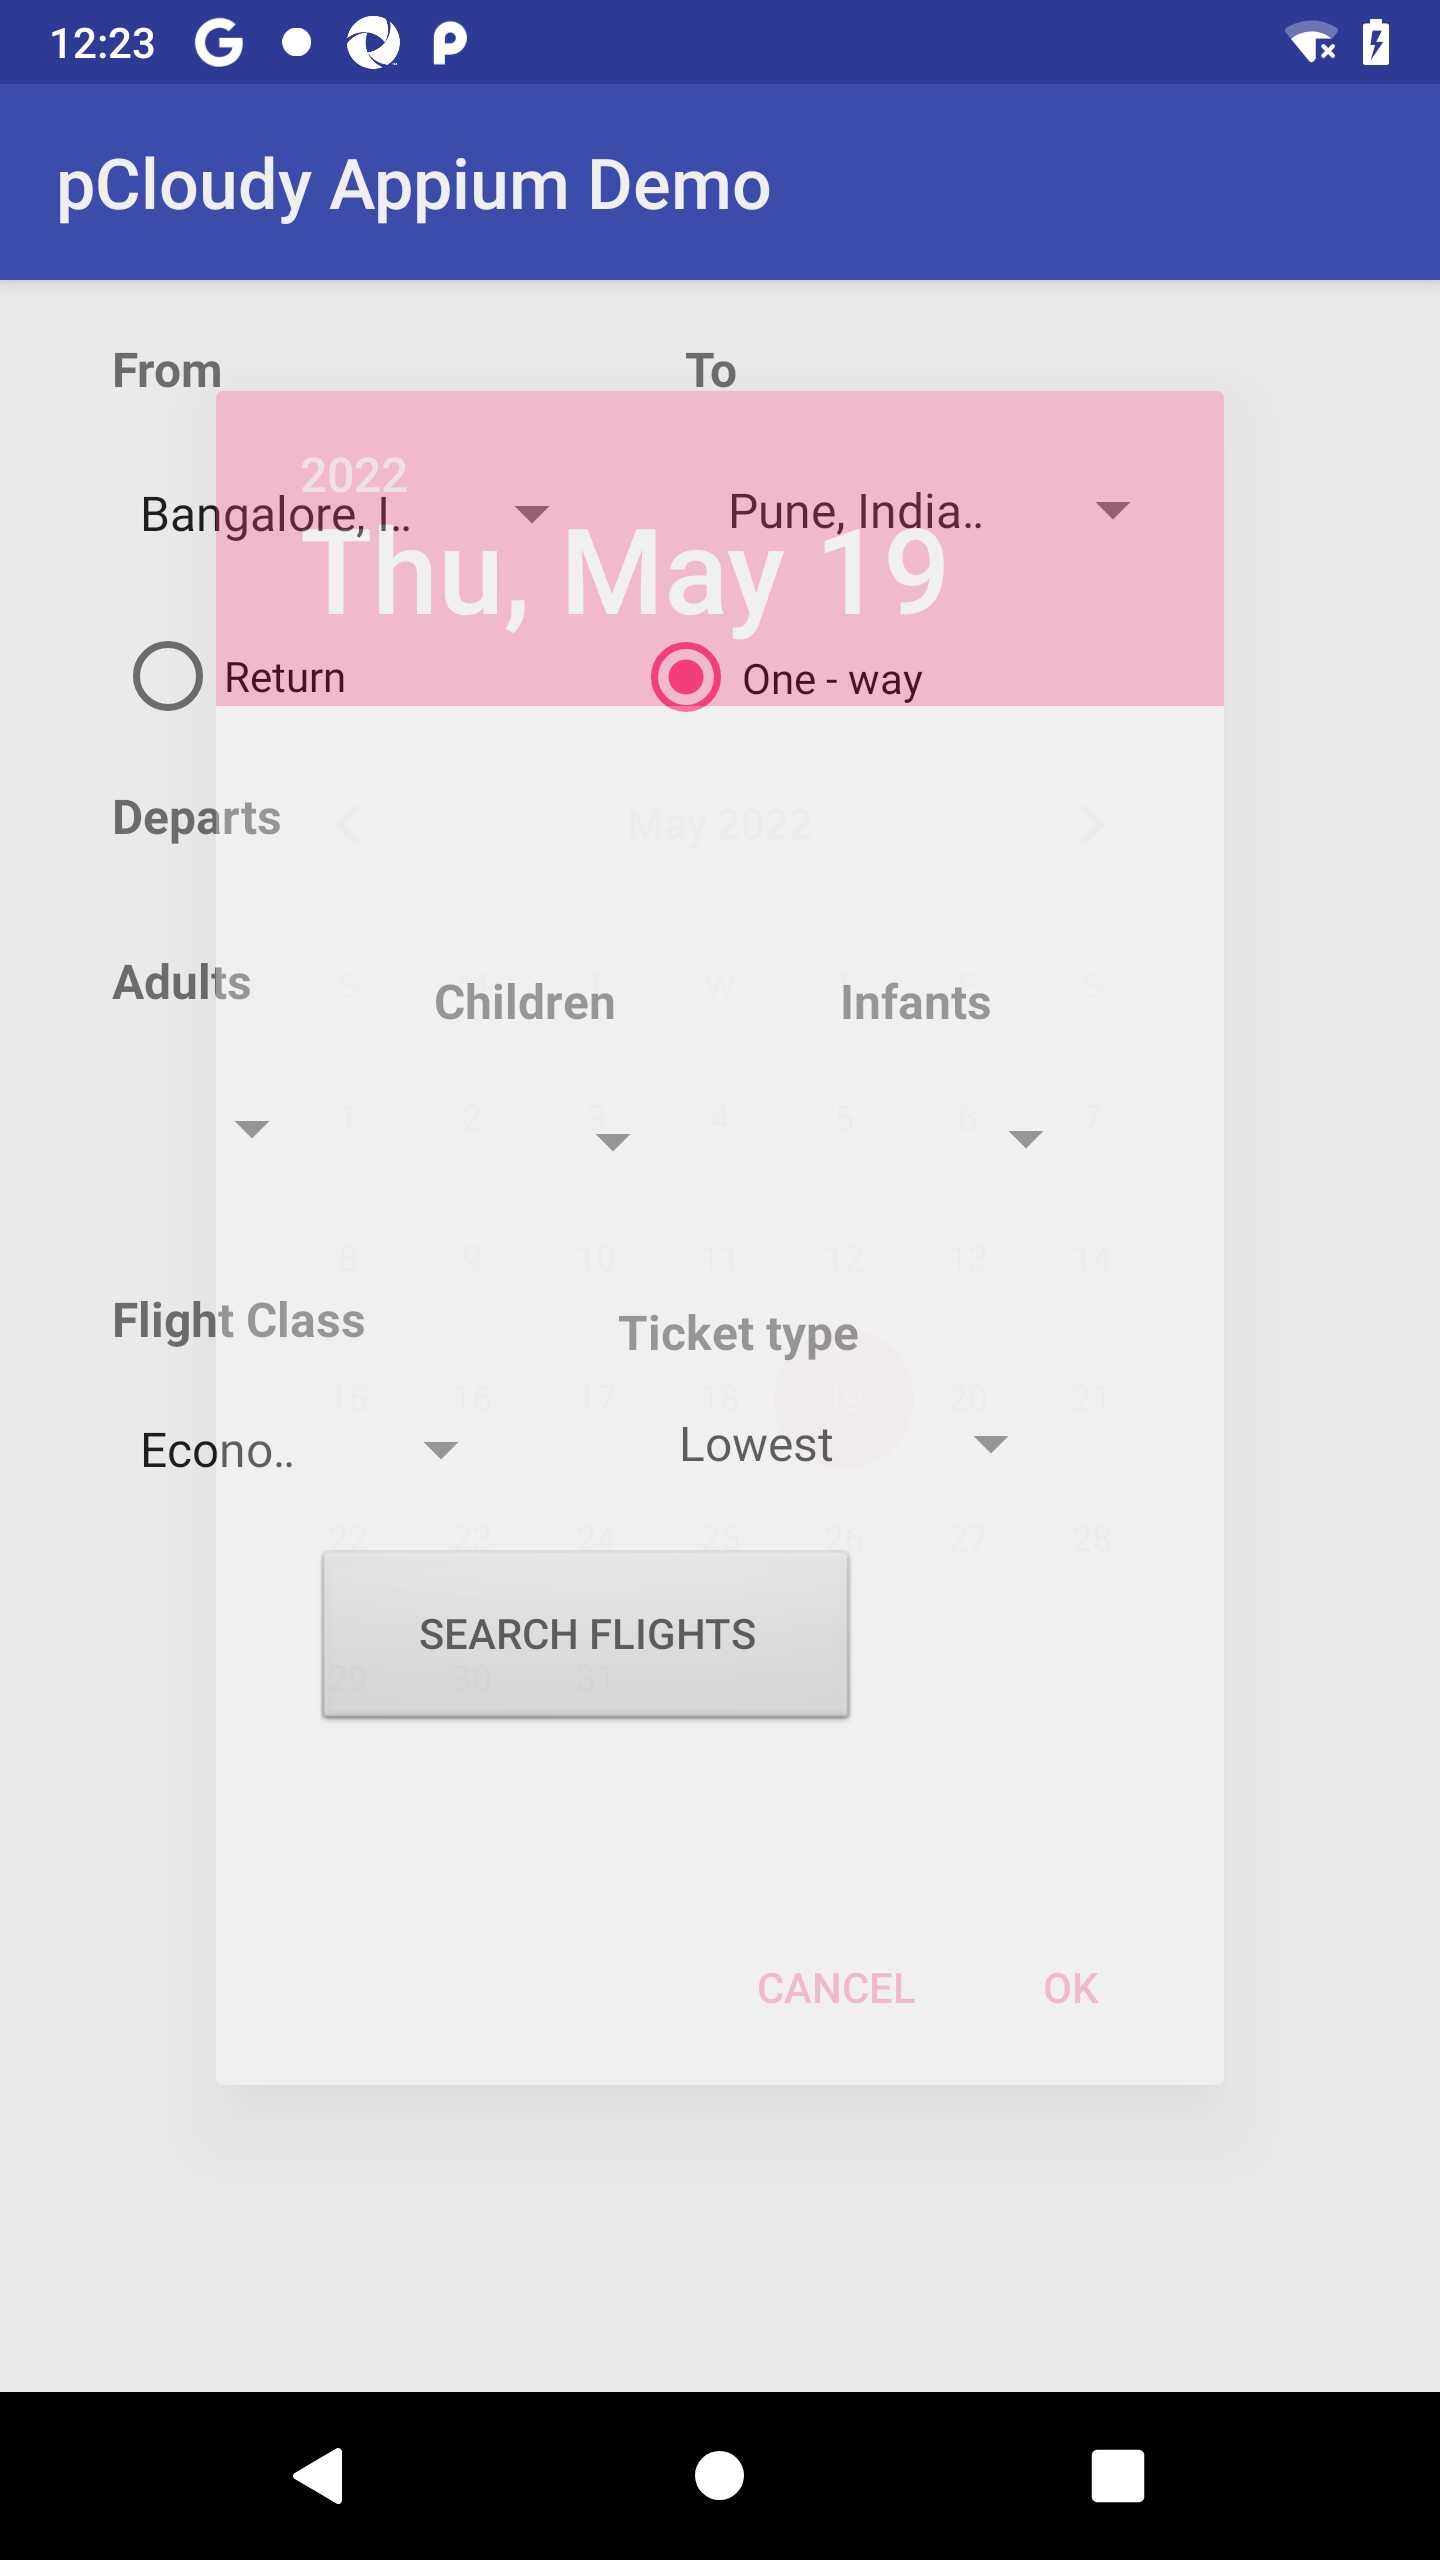 12:23
pCloudy Appium Demo
From To
2022
Bangalore, I.. Pune, India..
Thu, May 19
Return One - way
Departs May 2022
Adults S M T W T F S
Children Infants
1 2 3 4 5 6 7
8 9 10 11 12 13 14
Flight Class Ticket type
15 16 17 18 19 20 21
Econo.. Lowest
22 23 24 25 26 27 28
SEARCH FLIGHTS
29 30 31
CANCEL OK